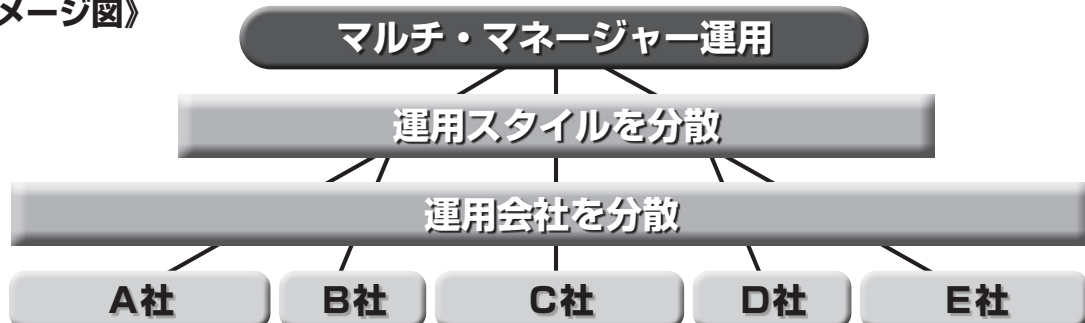 メージ図》
マルチ・マネージャー運用
運用スタイルを分散
運用会社を分散
A社 B社 C社 D社 E社